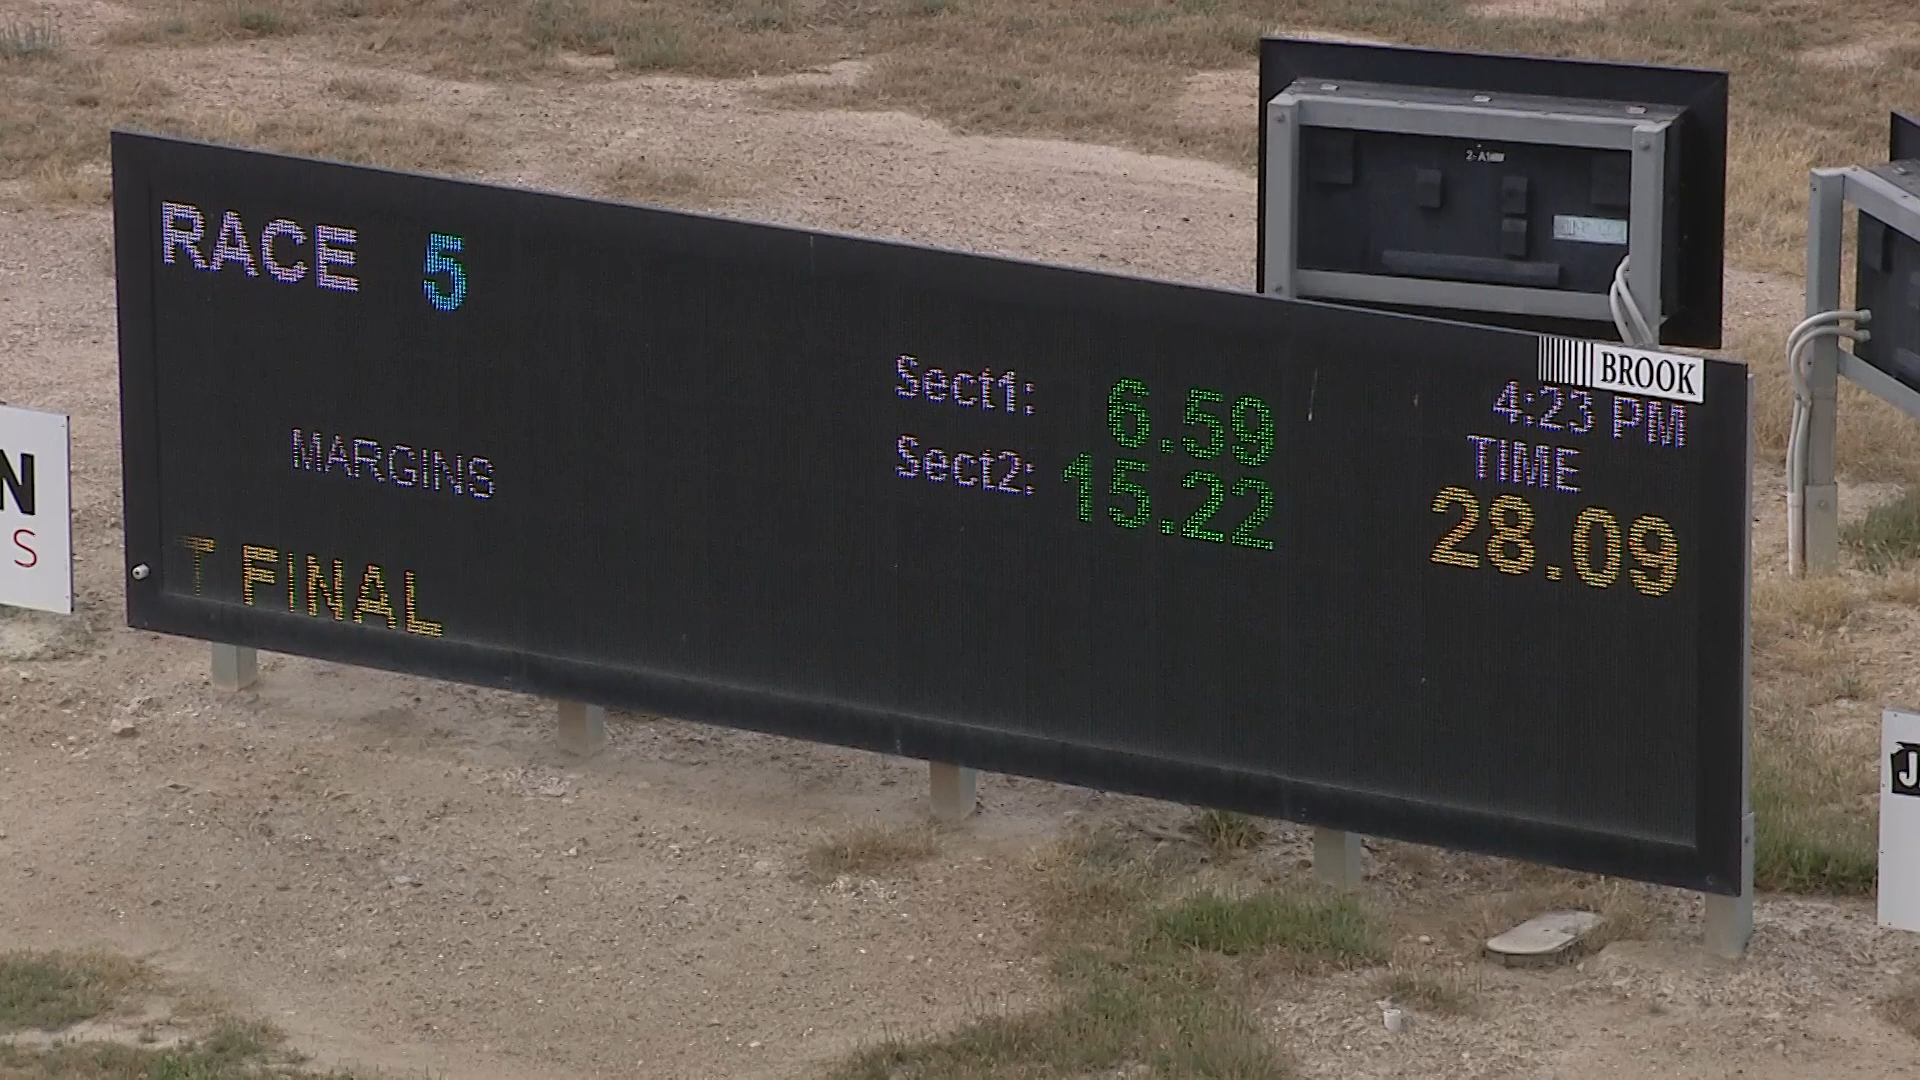 RACE 5
BROOK
Sect1: 6.59
4:23 PM
MARGINS
Sect2: 15.22
TIME
28.09
T FINAL
N
S
J